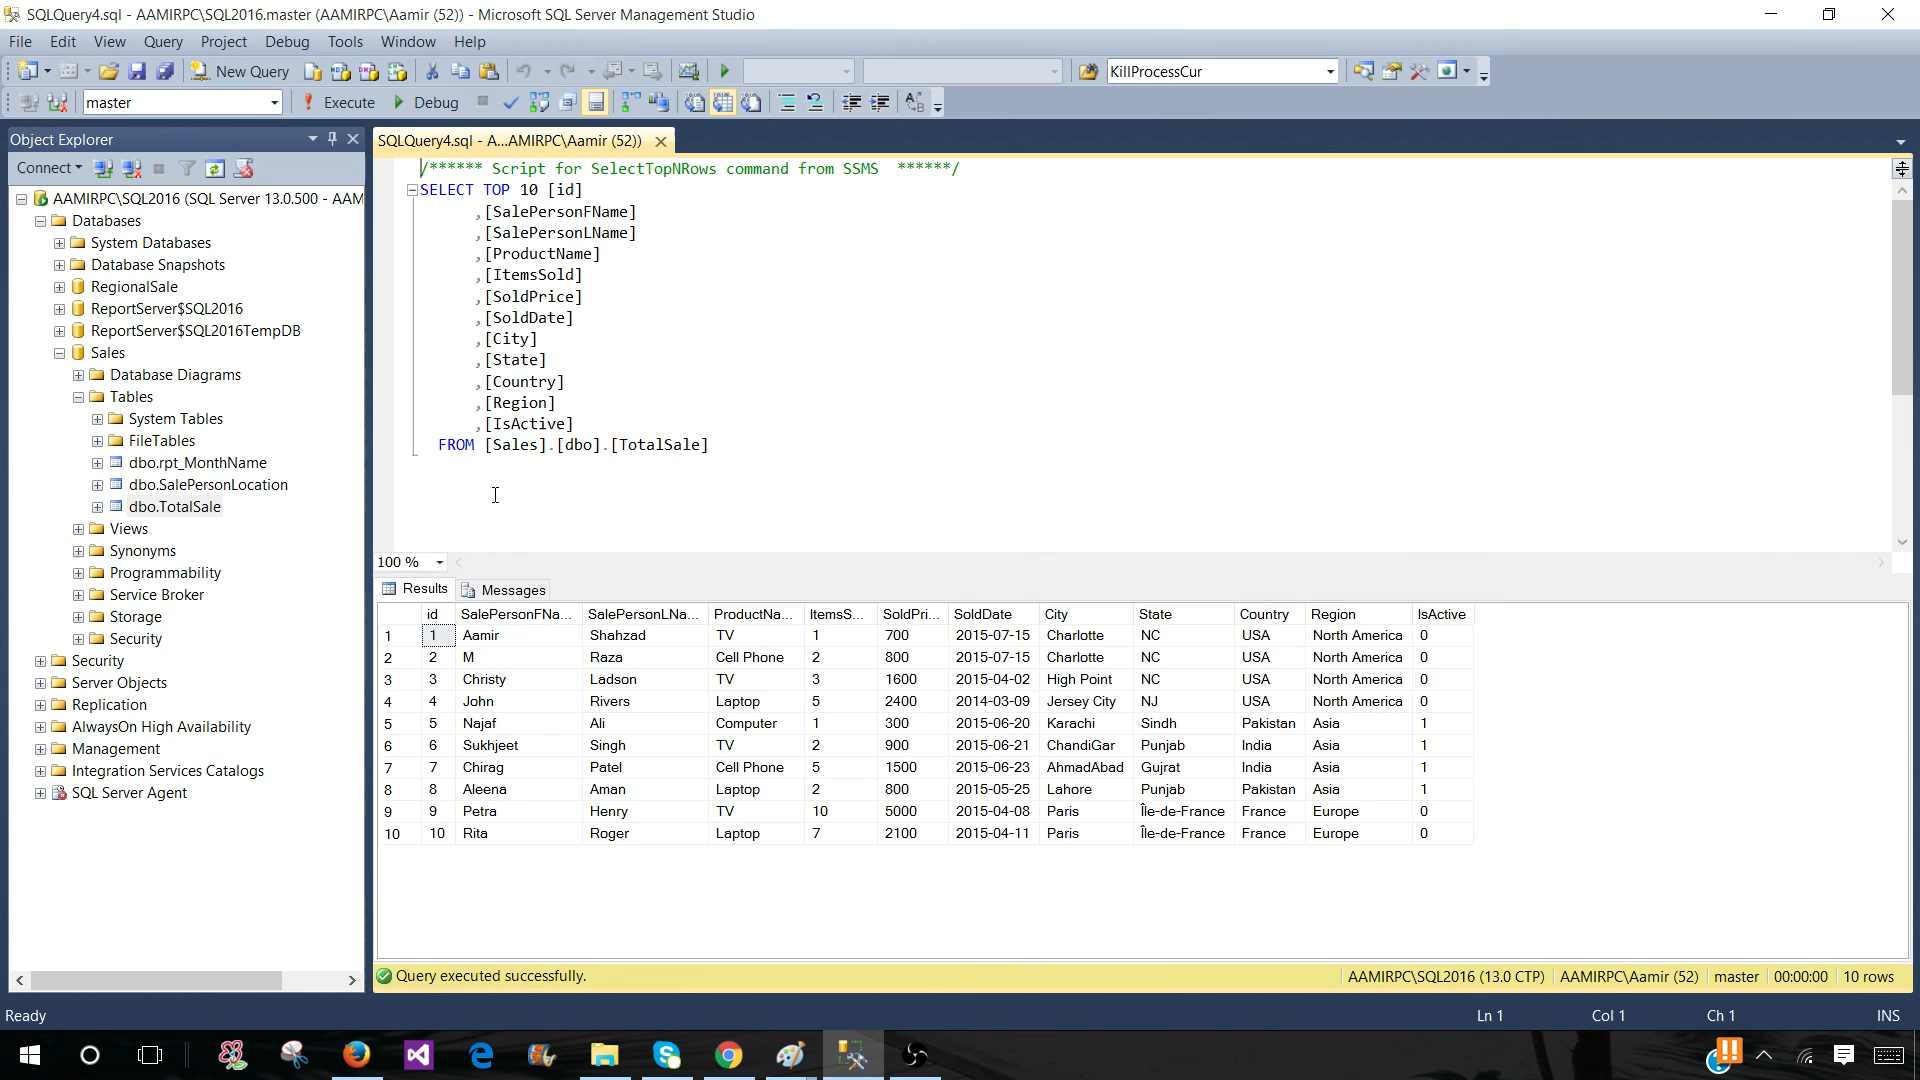 SQLQuery4.sql - AAMIRPC\SQL2016.master (AAMIRPC\Aamir (52)) - Microsoft SQL Server Management Studio
File Edit View Query Project Debug Tools Window Help
New Query KillProcessCur
master Execute Debug
Object Explorer
Connect
AAMIRPC\SQL2016 (SQL Server 13.0.500 - AAM
Databases
System Databases
Database Snapshots
RegionalSale
ReportServer$SQL2016
ReportServer$SQL2016TempDB
Sales
Database Diagrams
Tables
System Tables
FileTables
dbo.rpt_MonthName
dbo.SalePersonLocation
dbo.TotalSale
Views
Synonyms
Programmability
Service Broker
Storage
Security
Security
Server Objects
Replication
AlwaysOn High Availability
Management
Integration Services Catalogs
SQL Server Agent
SQLQuery4.sql - A...AMIRPC\Aamir (52))
/****** Script for SelectTopNRows command from SSMS ******/
SELECT TOP 10 [id]
,[SalePersonFName]
,[SalePersonLName]
,[ProductName]
,[ItemsSold]
,[SoldPrice]
,[SoldDate]
,[City]
,[State]
,[Country]
,[Region]
,[IsActive]
FROM [Sales].[dbo].[TotalSale]
100 %
Results Messages
id SalePersonFNa... SalePersonLNa... ProductNa... ItemsS... SoldPri... SoldDate City State Country Region IsActive
1 1 Aamir Shahzad TV 1 700 2015-07-15 Charlotte NC USA North America 0
2 2 M Raza Cell Phone 2 800 2015-07-15 Charlotte NC USA North America 0
3 3 Christy Ladson TV 3 1600 2015-04-02 High Point NC USA North America 0
4 4 John Rivers Laptop 5 2400 2014-03-09 Jersey City NJ USA North America 0
5 5 Najaf Ali Computer 1 300 2015-06-20 Karachi Sindh Pakistan Asia 1
6 6 Sukhjeet Singh TV 2 900 2015-06-21 ChandiGar Punjab India Asia 1
7 7 Chirag Patel Cell Phone 5 1500 2015-06-23 AhmadAbad Gujrat India Asia 1
8 8 Aleena Aman Laptop 2 800 2015-05-25 Lahore Punjab Pakistan Asia 1
9 9 Petra Henry TV 10 5000 2015-04-08 Paris Île-de-France France Europe 0
10 10 Rita Roger Laptop 7 2100 2015-04-11 Paris Île-de-France France Europe 0
Query executed successfully. AAMIRPC\SQL2016 (13.0 CTP) AAMIRPC\Aamir (52) master 00:00:00 10 rows
Ready Ln 1 Col 1 Ch 1 INS